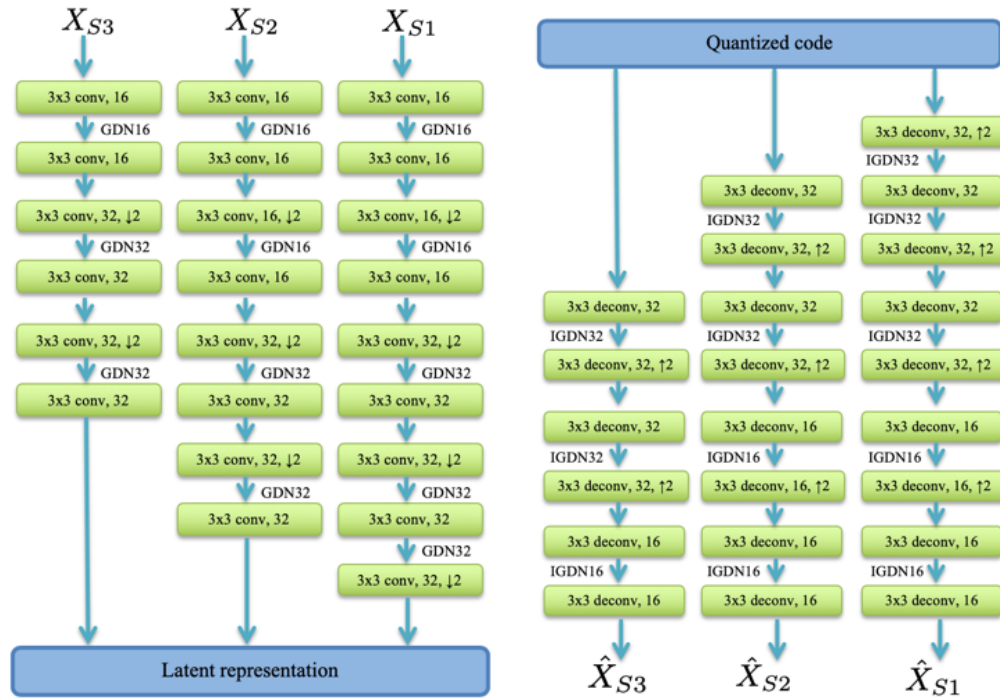 X_{S3}
3x3 conv, 16
GDN16
3x3 conv, 16
3x3 conv, 32, ↓2
GDN32
3x3 conv, 32
3x3 conv, 32, ↓2
GDN32
3x3 conv, 32
X_{S2}
3x3 conv, 16
GDN16
3x3 conv, 16
3x3 conv, 16, ↓2
GDN16
3x3 conv, 16
3x3 conv, 32, ↓2
GDN32
3x3 conv, 32
3x3 conv, 32, ↓2
GDN32
3x3 conv, 32
X_{S1}
3x3 conv, 16
GDN16
3x3 conv, 16
3x3 conv, 16, ↓2
GDN16
3x3 conv, 16
3x3 conv, 32, ↓2
GDN32
3x3 conv, 32
3x3 conv, 32, ↓2
GDN32
3x3 conv, 32
GDN32
3x3 conv, 32, ↓2
Latent representation
Quantized code
3x3 deconv, 32
IGDN32
3x3 deconv, 32, ↑2
3x3 deconv, 32
IGDN32
3x3 deconv, 32, ↑2
3x3 deconv, 16
IGDN16
3x3 deconv, 16
X̂_{S3}
3x3 deconv, 32
IGDN32
3x3 deconv, 32, ↑2
3x3 deconv, 32
IGDN32
3x3 deconv, 32, ↑2
3x3 deconv, 16
IGDN16
3x3 deconv, 16, ↑2
3x3 deconv, 16
IGDN16
3x3 deconv, 16
X̂_{S2}
3x3 deconv, 32, ↑2
IGDN32
3x3 deconv, 32
IGDN32
3x3 deconv, 32, ↑2
3x3 deconv, 32
IGDN32
3x3 deconv, 32, ↑2
3x3 deconv, 16
IGDN16
3x3 deconv, 16, ↑2
3x3 deconv, 16
IGDN16
3x3 deconv, 16
X̂_{S1}